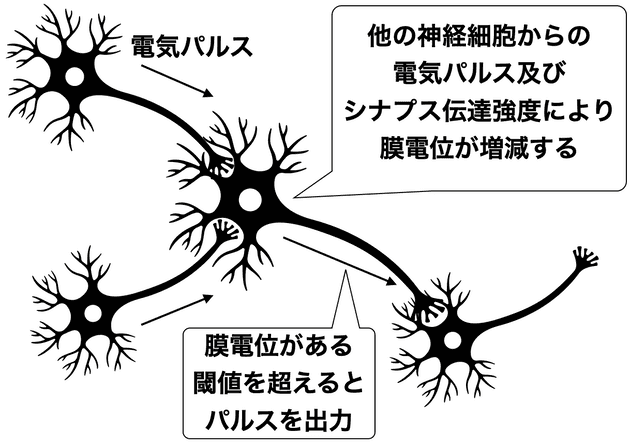 電気パルス
他の神経細胞からの
電気パルス及び
シナプス伝達強度により
膜電位が増減する
膜電位がある
閾値を超えると
パルスを出力